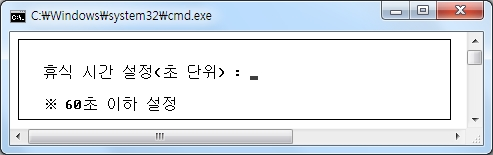 C:\Windows\system32\cmd.exe
휴식 시간 설정(초 단위) :
※ 60초 이하 설정